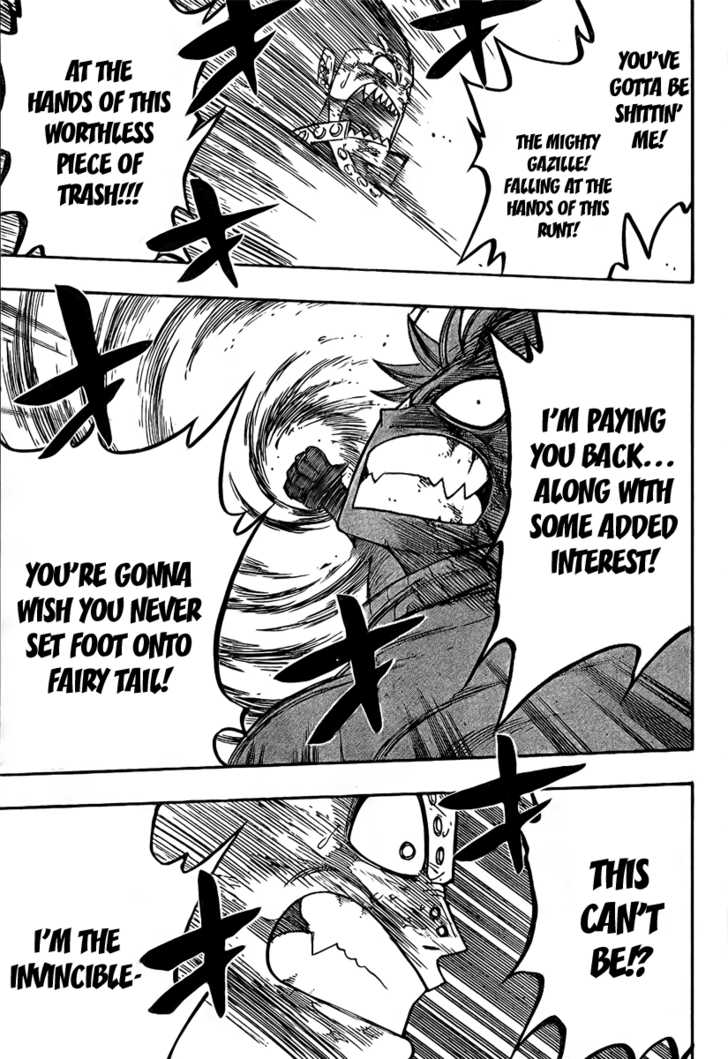 YOU'VE
GOTTA BE
SHITTIN'
ME!
THE MIGHTY
GAZILLE!
FALLING AT THE
HANDS OF THIS
RUNT!
AT THE
HANDS OF THIS
WORTHLESS
PIECE OF
TRASH!!!
I'M PAYING
YOU BACK...
ALONG WITH
SOME ADDED
INTEREST!
YOU'RE GONNA
WISH YOU NEVER
SET FOOT ONTO
FAIRY TAIL!
THIS
CAN'T
BE!?
I'M THE
INVINCIBLE-